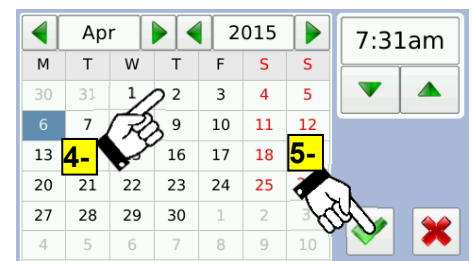 Apr 2015 7:31am
M T W T F S S
30 31 1 2 3 4 5
6 7 9 10 11 12
4- 5-
13 16 17 18
20 21 22 23 24 25
27 28 29 30 1 2 3
4 5 6 7 8 9 10